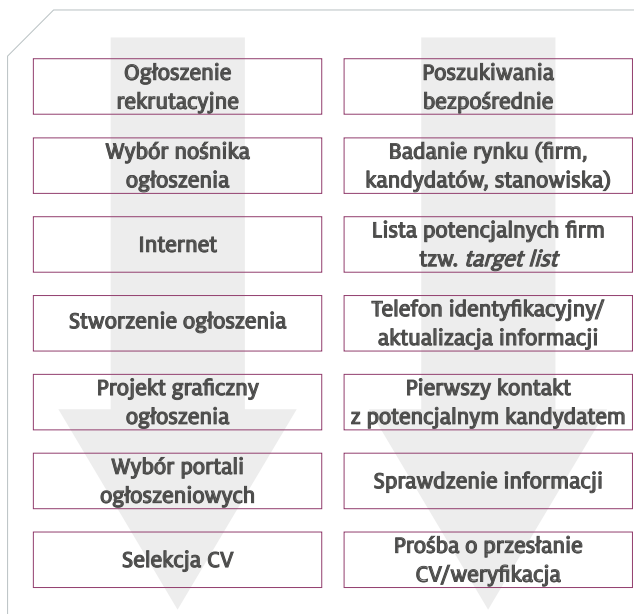 Ogłoszenie
rekrutacyjne
Wybór nośnika
ogłoszenia
Internet
Stworzenie ogłoszenia
Projekt graficzny
ogłoszenia
Wybór portali
ogłoszeniowych
Selekcja CV
Poszukiwania
bezpośrednie
Badanie rynku (firm,
kandydatów, stanowiska)
Lista potencjalnych firm
tzw. target list
Telefon identyfikacyjny/
aktualizacja informacji
Pierwszy kontakt
z potencjalnym kandydatem
Sprawdzenie informacji
Prośba o przesłanie
CV/weryfikacja